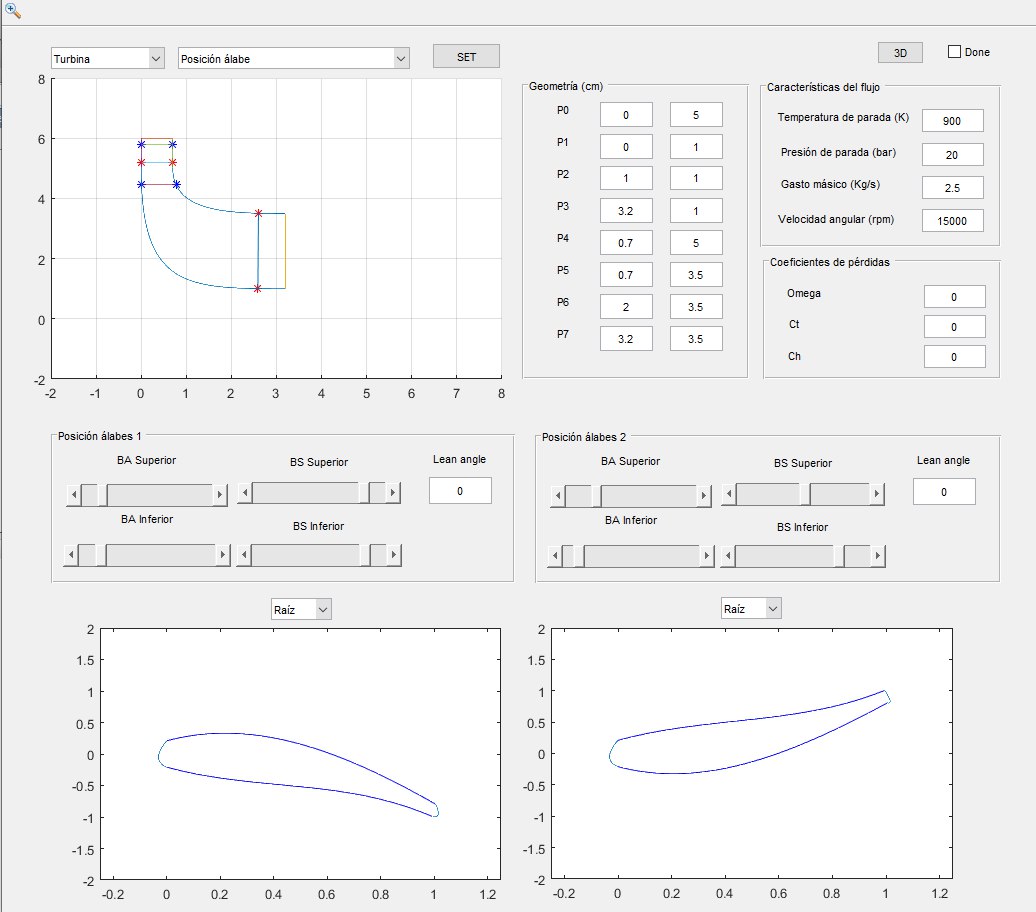 Turbina
Posición álabe
SET
3D
Done
8
6
4
2
0
-2
-2 -1 0 1 2 3 4 5 6 7 8
Geometría (cm)
P0 0 5
P1 0 1
P2 1 1
P3 3.2 1
P4 0.7 5
P5 0.7 3.5
P6 2 3.5
P7 3.2 3.5
Características del flujo
Temperatura de parada (K) 900
Presión de parada (bar) 20
Gasto másico (Kg/s) 2.5
Velocidad angular (rpm) 15000
Coeficientes de pérdidas
Omega 0
Ct 0
Ch 0
Posición álabes 1
BA Superior
BS Superior
Lean angle
0
BA Inferior
BS Inferior
Posición álabes 2
BA Superior
BS Superior
Lean angle
0
BA Inferior
BS Inferior
Raíz
2
1.5
1
0.5
0
-0.5
-1
-1.5
-2
-0.2 0 0.2 0.4 0.6 0.8 1 1.2
Raíz
2
1.5
1
0.5
0
-0.5
-1
-1.5
-2
-0.2 0 0.2 0.4 0.6 0.8 1 1.2